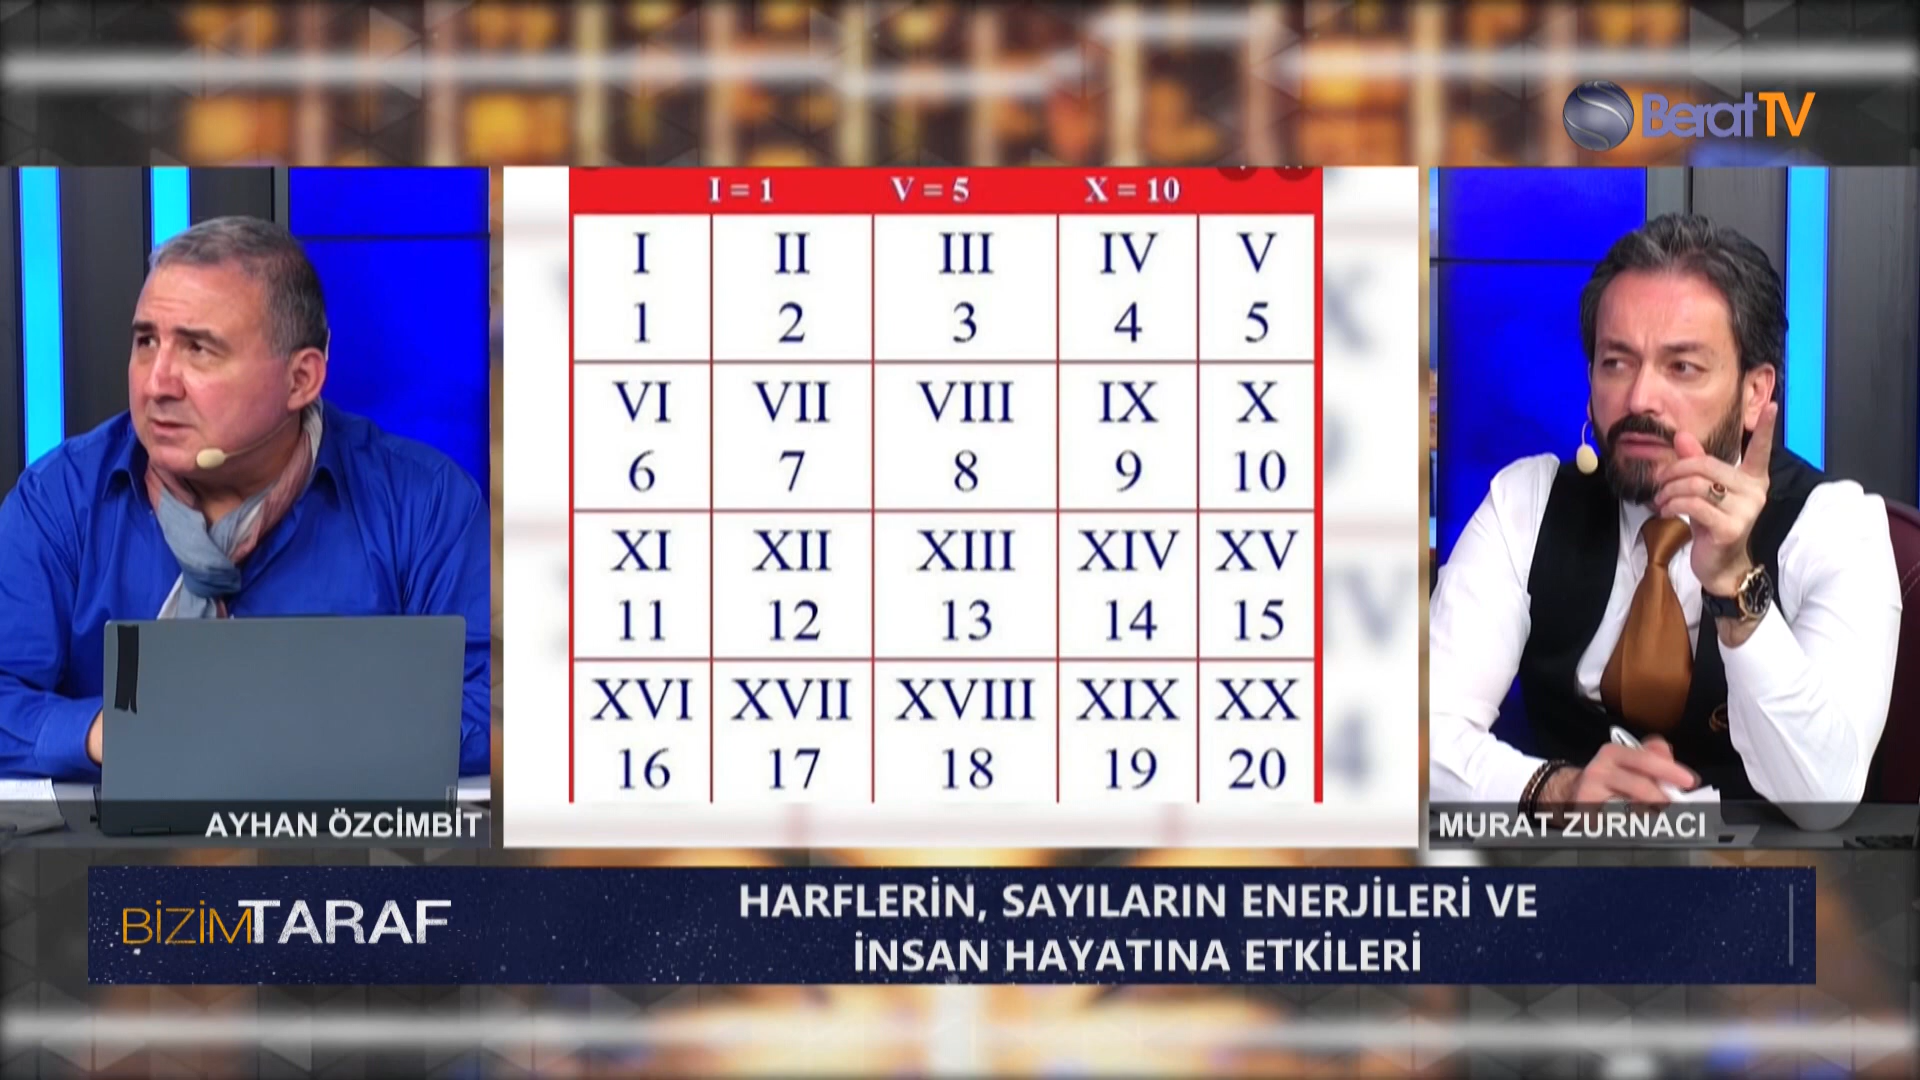 BeratTV
I = 1 V = 5 X = 10
I II III IV V
1 2 3 4 5
VI VII VIII IX X
6 7 8 9 10
XI XII XIII XIV XV
11 12 13 14 15
XVI XVII XVIII XIX XX
16 17 18 19 20
AYHAN ÖZCİMBİT
MURAT ZURNACI
BİZİMTARAF
HARFLERİN, SAYILARIN ENERJİLERİ VE
İNSAN HAYATINA ETKİLERİ